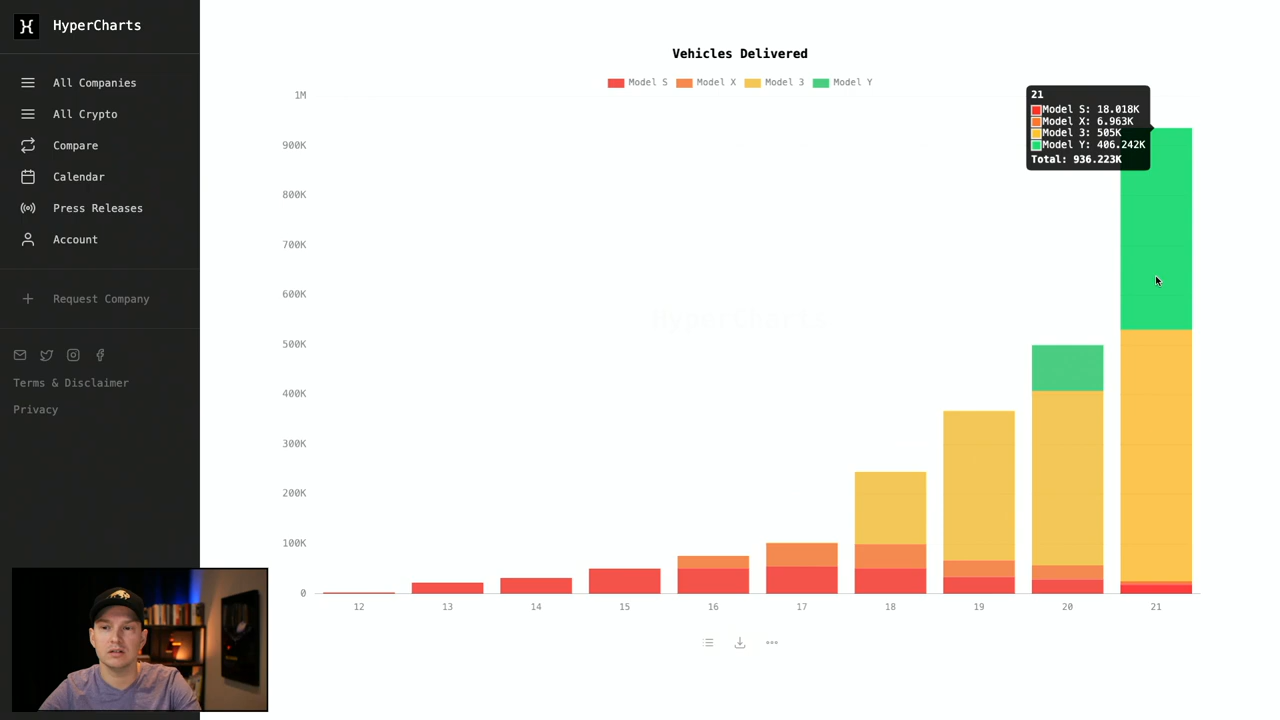 HyperCharts
All Companies
All Crypto
Compare
Calendar
Press Releases
Account
Request Company
Terms & Disclaimer
Privacy
Vehicles Delivered
Model S Model X Model 3 Model Y
1M
900K
800K
700K
600K
500K
400K
300K
200K
100K
0
21
Model S: 18.018K
Model X: 6.963K
Model 3: 505K
Model Y: 406.242K
Total: 936.223K
HyperCharts
12 13 14 15 16 17 18 19 20 21